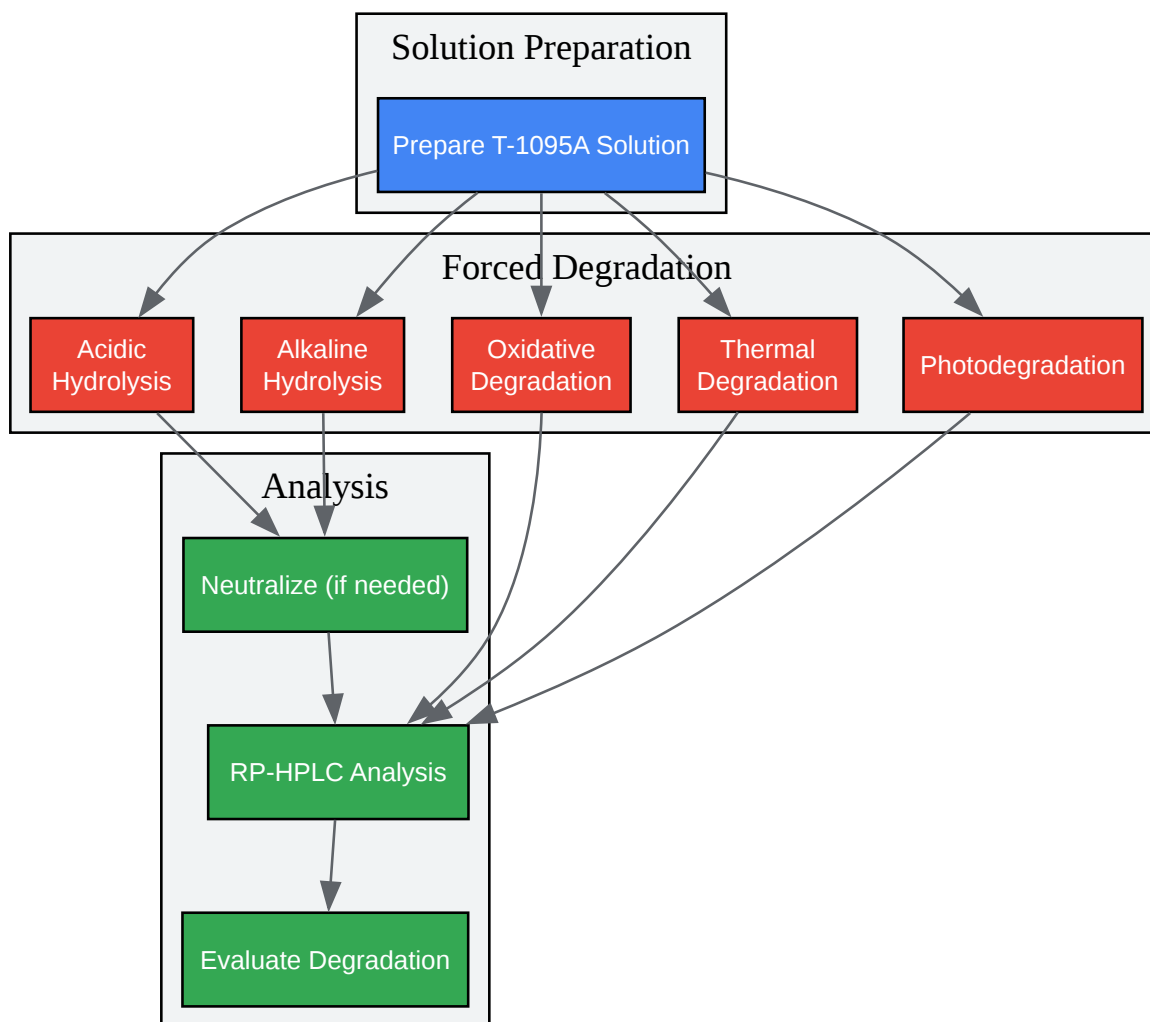 Solution Preparation
Prepare T-1095A Solution
Forced Degradation
Acidic
Hydrolysis
Alkaline
Hydrolysis
Oxidative
Degradation
Thermal
Degradation
Photodegradation
Analysis
Neutralize (if needed)
RP-HPLC Analysis
Evaluate Degradation